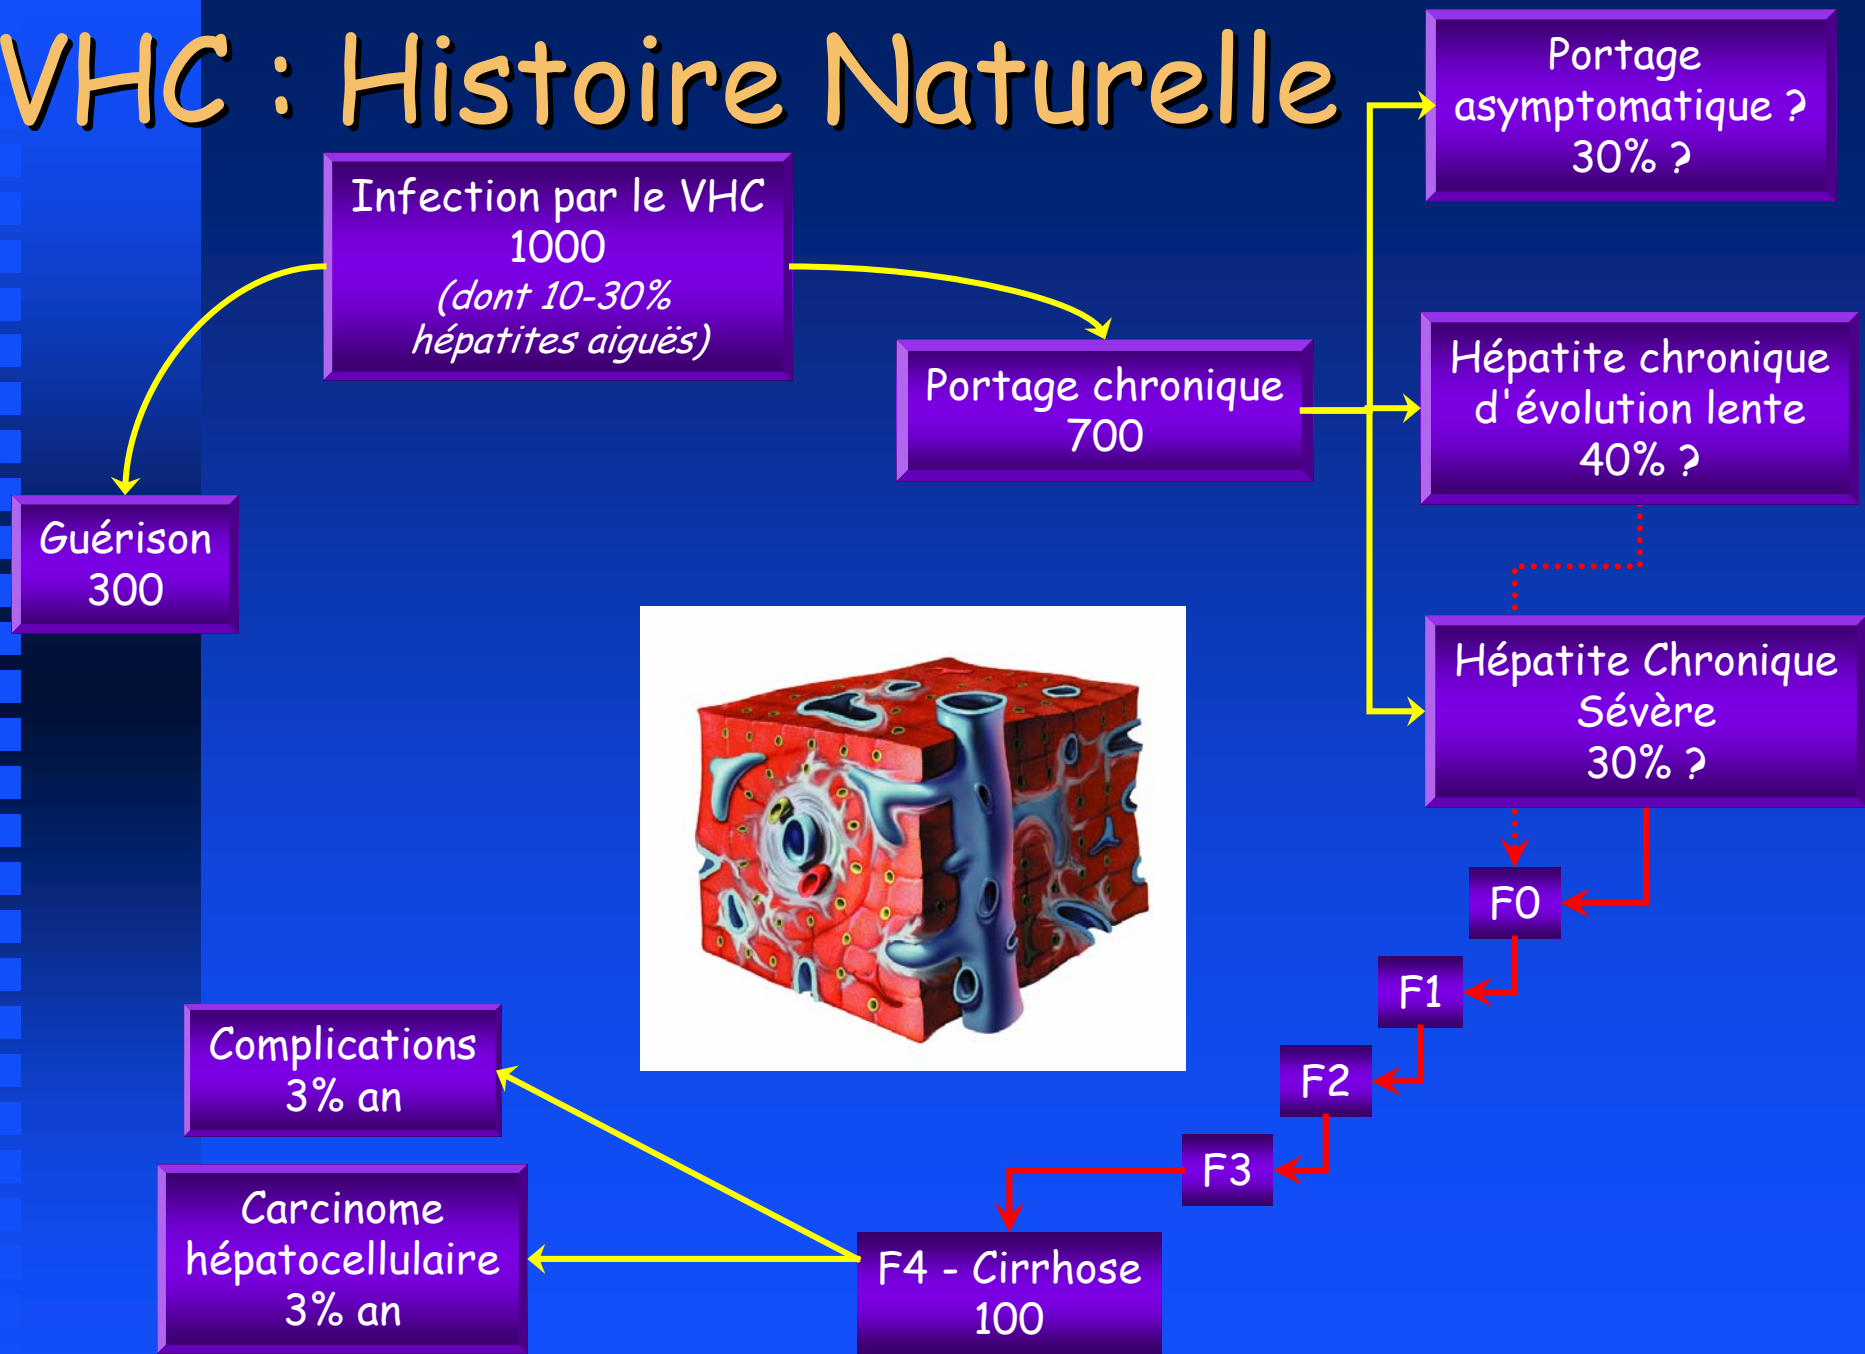 VHC : Histoire Naturelle
Infection par le VHC
1000
(dont 10-30%
hépatites aiguës)
Guérison
300
Portage chronique
700
Portage
asymptomatique ?
30% ?
Hépatite chronique
d'évolution lente
40% ?
Hépatite Chronique
Sévère
30% ?
F0
F1
F2
F3
F4 - Cirrhose
100
Complications
3% an
Carcinome
hépatocellulaire
3% an